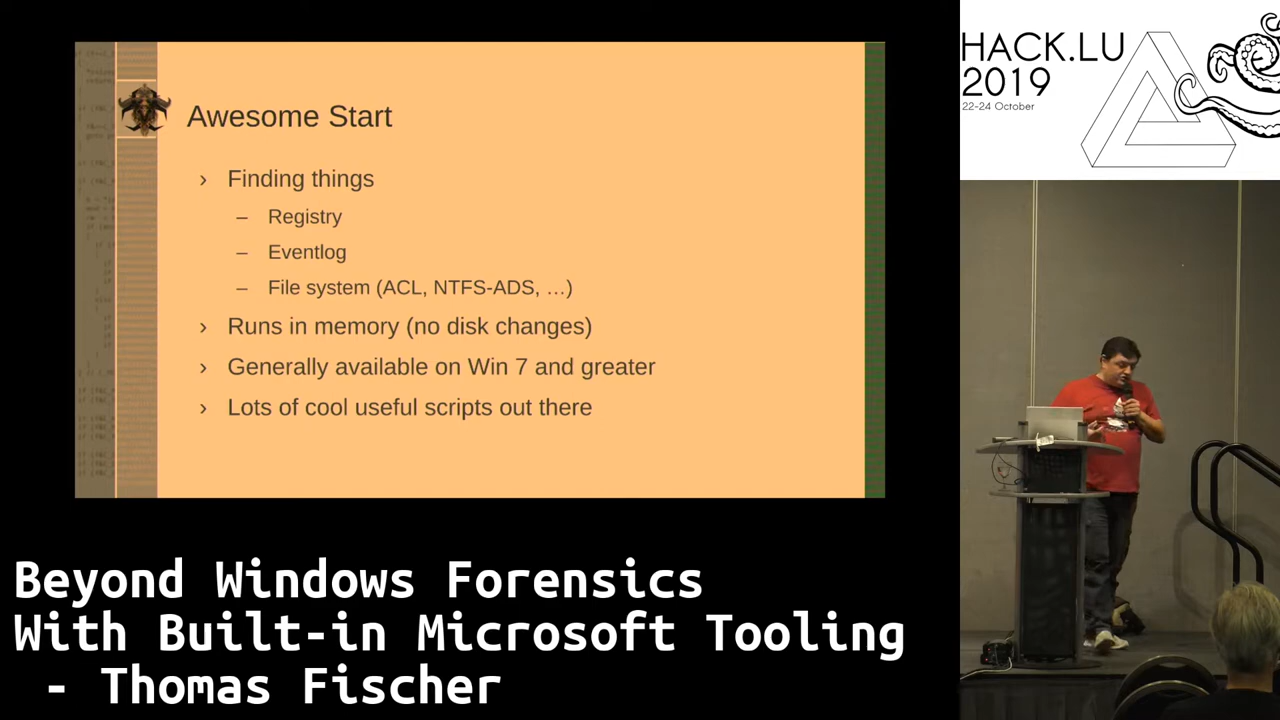 Awesome Start
› Finding things
– Registry
– Eventlog
– File system (ACL, NTFS-ADS, …)
› Runs in memory (no disk changes)
› Generally available on Win 7 and greater
› Lots of cool useful scripts out there
HACK.LU
2019
22-24 October
Beyond Windows Forensics
With Built-in Microsoft Tooling
- Thomas Fischer